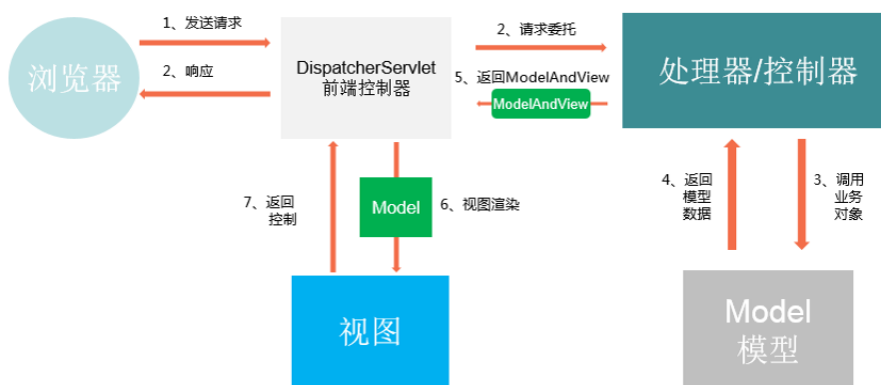 1、发送请求
2、响应
浏览器
DispatcherServlet
前端控制器
2、请求委托
5、返回ModelAndView
ModelAndView
处理器/控制器
4、返回
模型
数据
3、调用
业务
对象
7、返回
控制
Model
6、视图渲染
视图
Model
模型